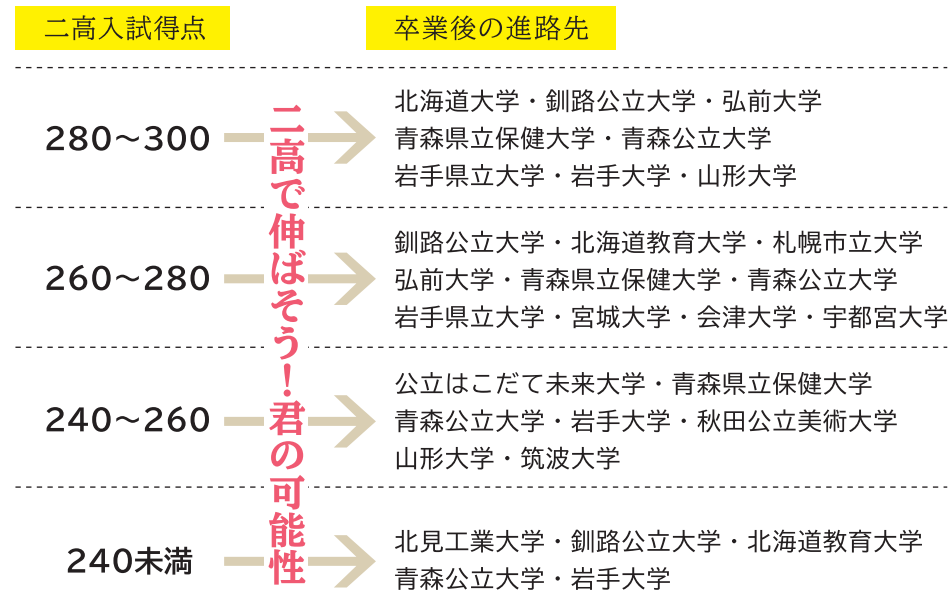 二高入試得点
卒業後の進路先
280〜300
北海道大学・釧路公立大学・弘前大学
青森県立保健大学・青森公立大学
岩手県立大学・岩手大学・山形大学
260〜280
釧路公立大学・北海道教育大学・札幌市立大学
弘前大学・青森県立保健大学・青森公立大学
岩手県立大学・宮城大学・会津大学・宇都宮大学
240〜260
公立はこだて未来大学・青森県立保健大学
青森公立大学・岩手大学・秋田公立美術大学
山形大学・筑波大学
240未満
北見工業大学・釧路公立大学・北海道教育大学
青森公立大学・岩手大学
二高で伸ばそう！君の可能性